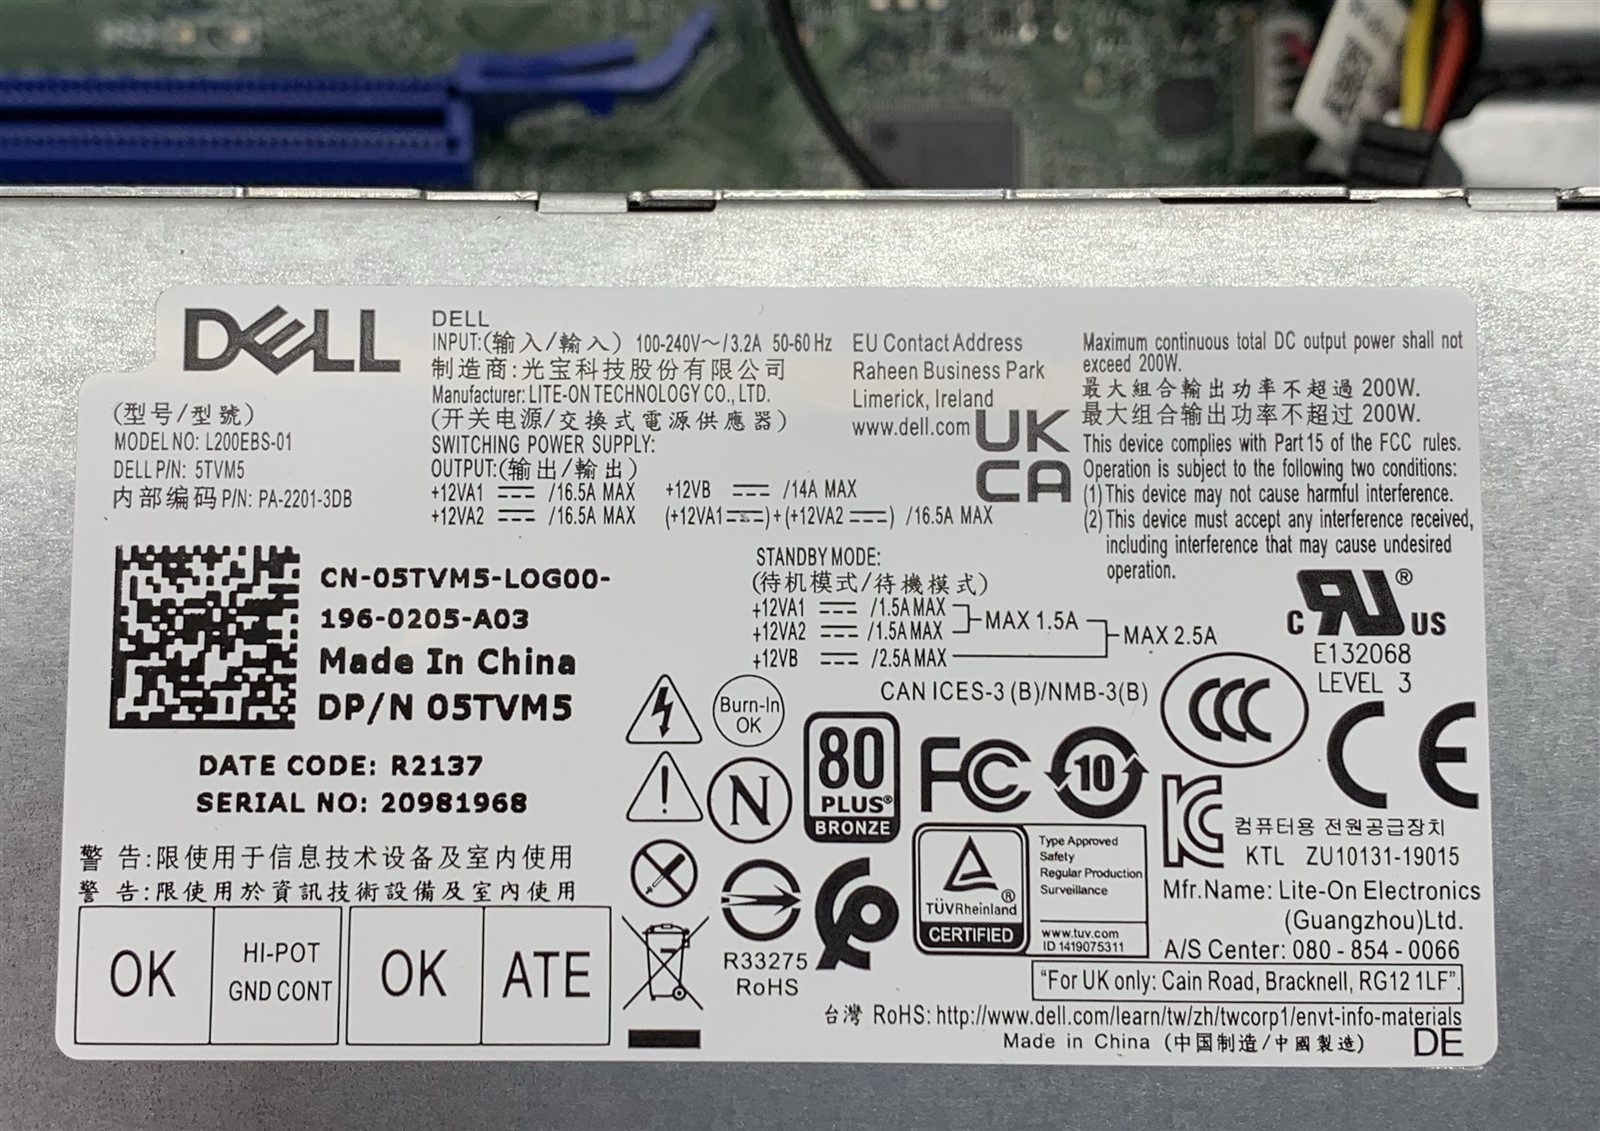 DELL
DELL
INPUT:(输入/輸入) 100-240V～/3.2A 50-60Hz
制造商:光宝科技股份有限公司
Manufacturer: LITE-ON TECHNOLOGY CO., LTD.
(型号/型號)
(开关电源/交換式電源供應器)
MODEL NO: L200EBS-01
SWITCHING POWER SUPPLY:
DELL P/N: 5TVM5
OUTPUT:(输出/輸出)
内部编码 P/N: PA-2201-3DB
+12VA1 ⎓ /16.5A MAX +12VB ⎓ /14A MAX
+12VA2 ⎓ /16.5A MAX (+12VA1⎓)+(+12VA2⎓) /16.5A MAX
EU Contact Address
Raheen Business Park
Limerick, Ireland
www.dell.com
UK
CA
Maximum continuous total DC output power shall not
exceed 200W.
最大組合輸出功率不超過 200W.
最大组合输出功率不超过 200W.
This device complies with Part 15 of the FCC rules.
Operation is subject to the following two conditions:
(1) This device may not cause harmful interference.
(2) This device must accept any interference received,
including interference that may cause undesired
operation.
CN-05TVM5-LOG00-
196-0205-A03
Made In China
DP/N 05TVM5
DATE CODE: R2137
SERIAL NO: 20981968
STANDBY MODE:
(待机模式/待機模式)
+12VA1 ⎓ /1.5A MAX
MAX 1.5A
+12VA2 ⎓ /1.5A MAX
MAX 2.5A
+12VB ⎓ /2.5A MAX
CAN ICES-3 (B)/NMB-3(B)
C RU US ®
E132068
LEVEL 3
Burn-In
OK
N
80
PLUS®
BRONZE
FC
10
CCC
CE
KC
컴퓨터용 전원공급장치
KTL ZU10131-19015
Mfr.Name: Lite-On Electronics
(Guangzhou)Ltd.
A/S Center: 080 - 854 - 0066
TÜVRheinland ®
CERTIFIED
Type Approved
Safety
Regular Production
Surveillance
www.tuv.com
ID 1419075311
R33275
RoHS
警 告:限使用于信息技术设备及室内使用
警 告:限使用於資訊技術設備及室內使用
OK
HI-POT
GND CONT
OK
ATE
"For UK only: Cain Road, Bracknell, RG12 1LF".
台灣 RoHS: http://www.dell.com/learn/tw/zh/twcorp1/envt-info-materials
Made in China (中国制造/中國製造)
DE